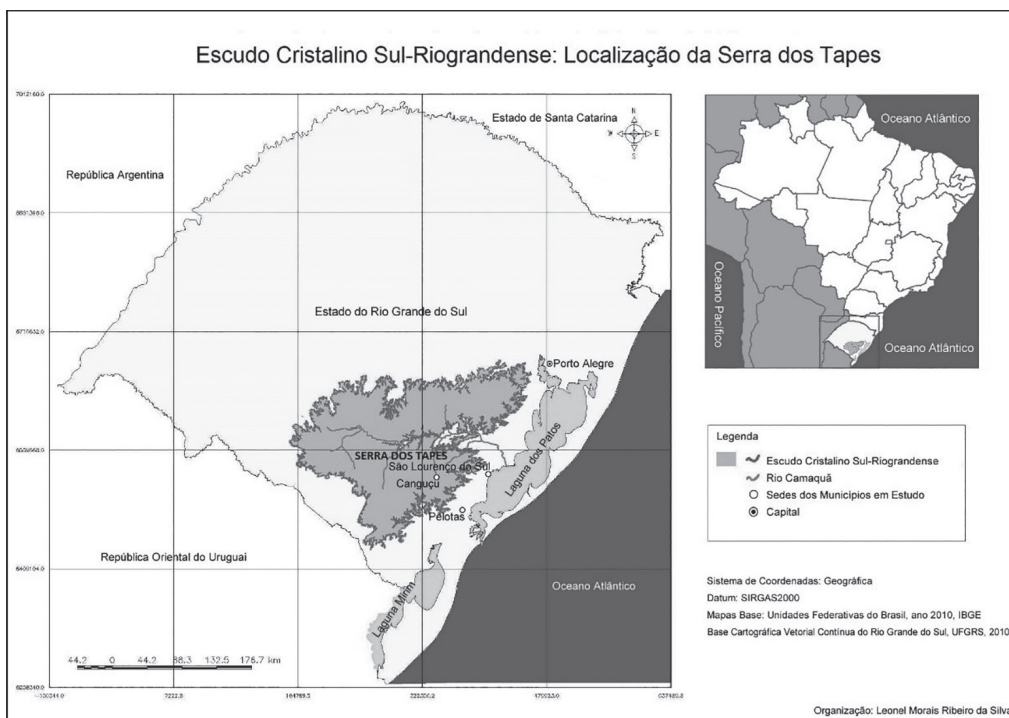 Escudo Cristalino Sul-Riograndense: Localização da Serra dos Tapes
Estado de Santa Catarina
N
W
E
S
República Argentina
Estado do Rio Grande do Sul
Porto Alegre
SERRA DOS TAPES
São Lourenço do Sul
Canguçu
Pelotas
Laguna dos Patos
República Oriental do Uruguai
Laguna Mirim
Oceano Atlântico
44.2 0 44.2 88.3 132.5 176.7 km
Oceano Atlântico
Oceano Pacífico
Oceano Atlântico
Legenda
Escudo Cristalino Sul-Riograndense
Rio Camaquã
Sedes dos Municípios em Estudo
Capital
Sistema de Coordenadas: Geográfica
Datum: SIRGAS2000
Mapas Base: Unidades Federativas do Brasil, ano 2010, IBGE
Base Cartográfica Vetorial Contínua do Rio Grande do Sul, UFGRS, 2010
Organização: Leonel Morais Ribeiro da Silva